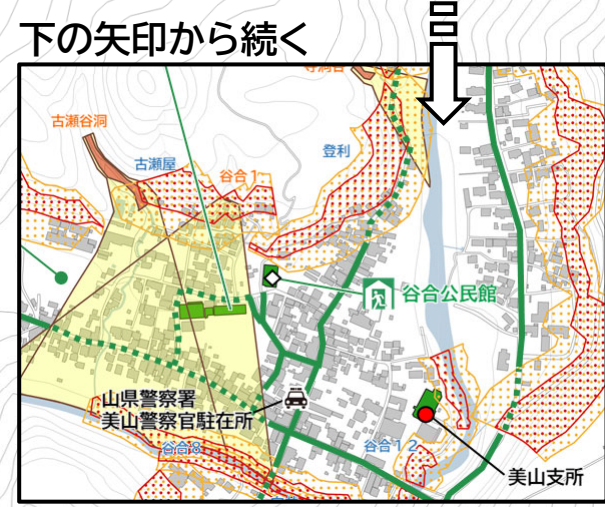 下の矢印から続く
古瀬谷洞
古瀬屋
谷合1
登利
谷合公民館
山県警察署
美山警察官駐在所
谷合8
谷合12
美山支所